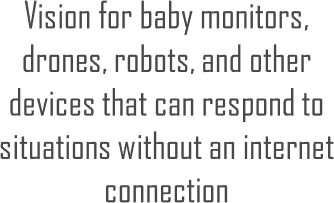 Vision for baby monitors,
drones, robots, and other
devices that can respond to
situations without an internet
connection